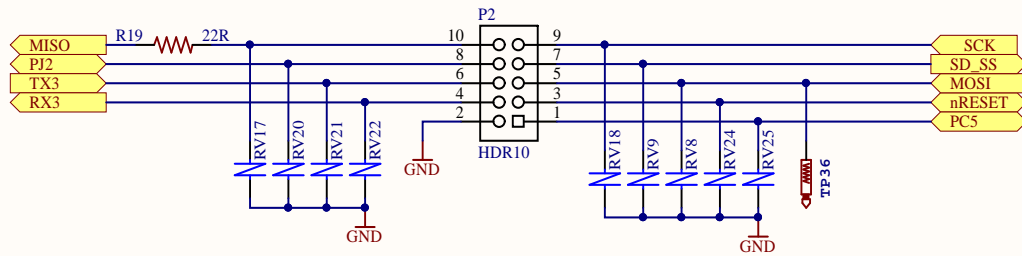 P2
R19 22R
MISO 10 9 SCK
PJ2 8 7 SD_SS
TX3 6 5 MOSI
RX3 4 3 nRESET
2 1 PC5
HDR10
GND
RV17 RV20 RV21 RV22
RV18 RV9 RV8 RV24 RV25
TP36
GND
GND